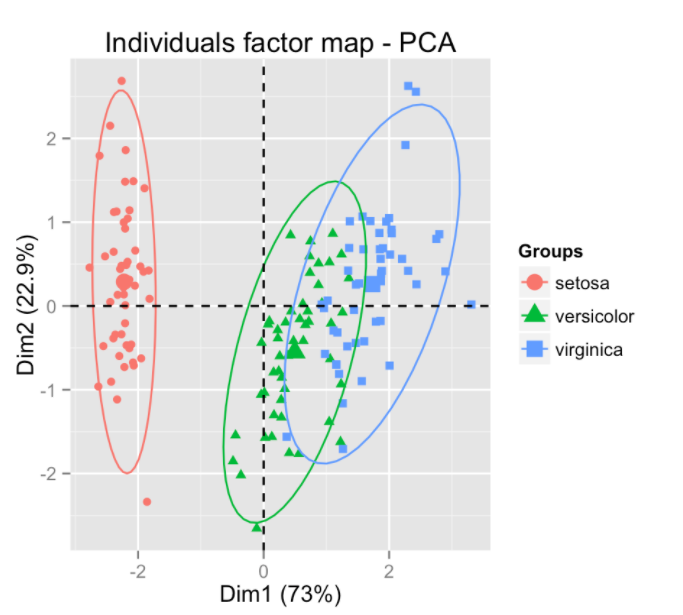 Individuals factor map - PCA
Dim2 (22.9%)
2
1
0
-1
-2
-2
0
2
Dim1 (73%)
Groups
setosa
versicolor
virginica